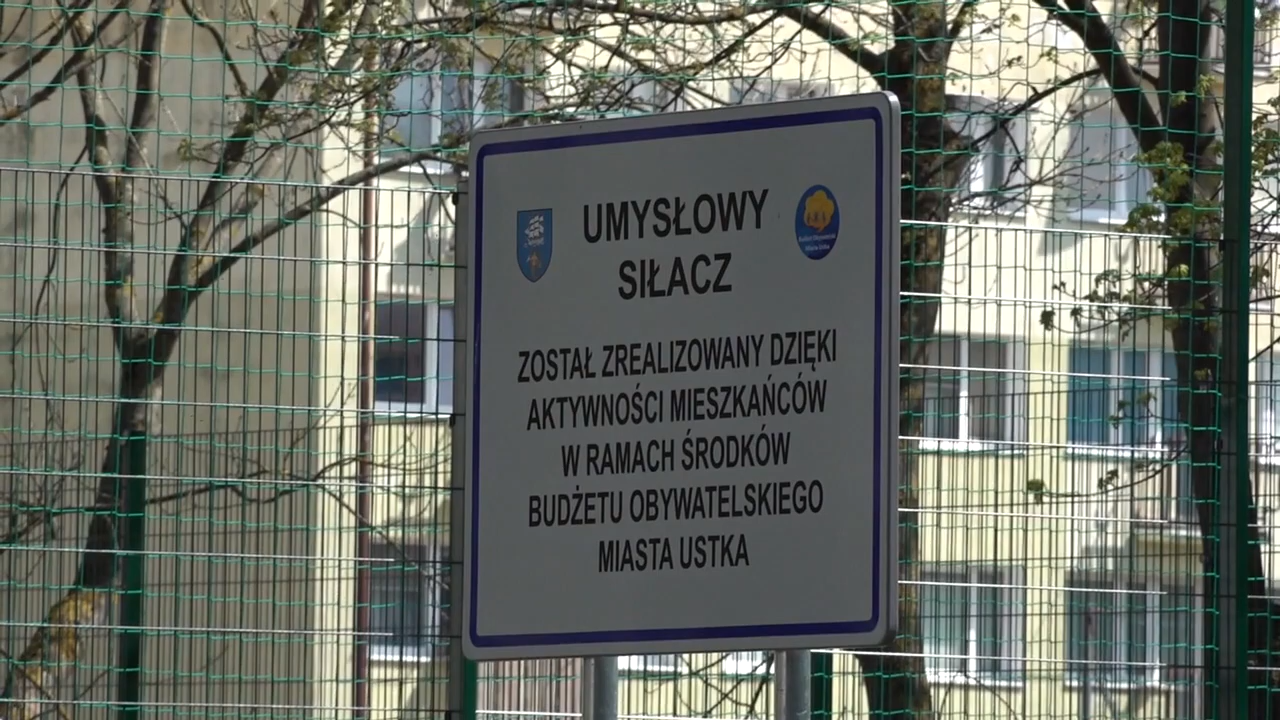 UMYSŁOWY
SIŁACZ
ZOSTAŁ ZREALIZOWANY DZIĘKI
AKTYWNOŚCI MIESZKAŃCÓW
W RAMACH ŚRODKÓW
BUDŻETU OBYWATELSKIEGO
MIASTA USTKA